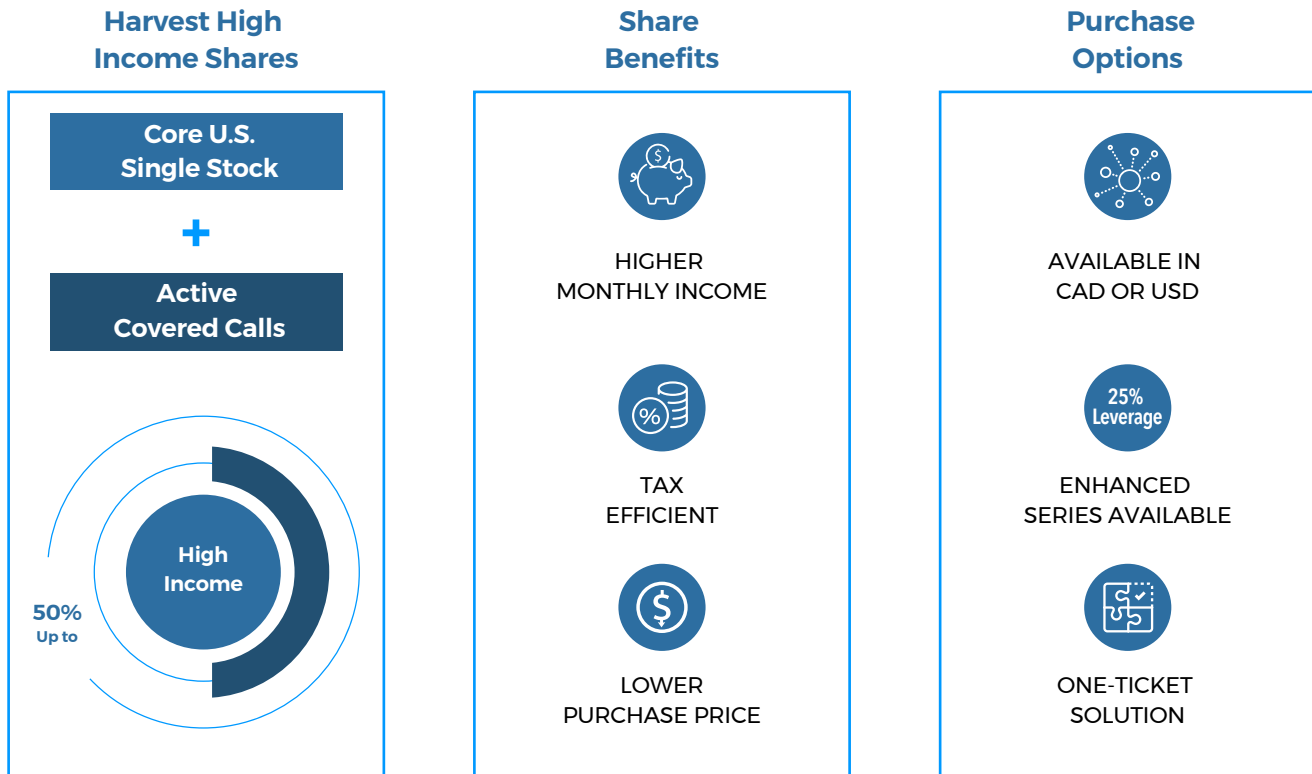 Harvest High
Income Shares
Core U.S.
Single Stock
+
Active
Covered Calls
High
Income
50%
Up to
Share
Benefits
$
HIGHER
MONTHLY INCOME
%
TAX
EFFICIENT
$
LOWER
PURCHASE PRICE
Purchase
Options
AVAILABLE IN
CAD OR USD
25%
Leverage
ENHANCED
SERIES AVAILABLE
ONE-TICKET
SOLUTION